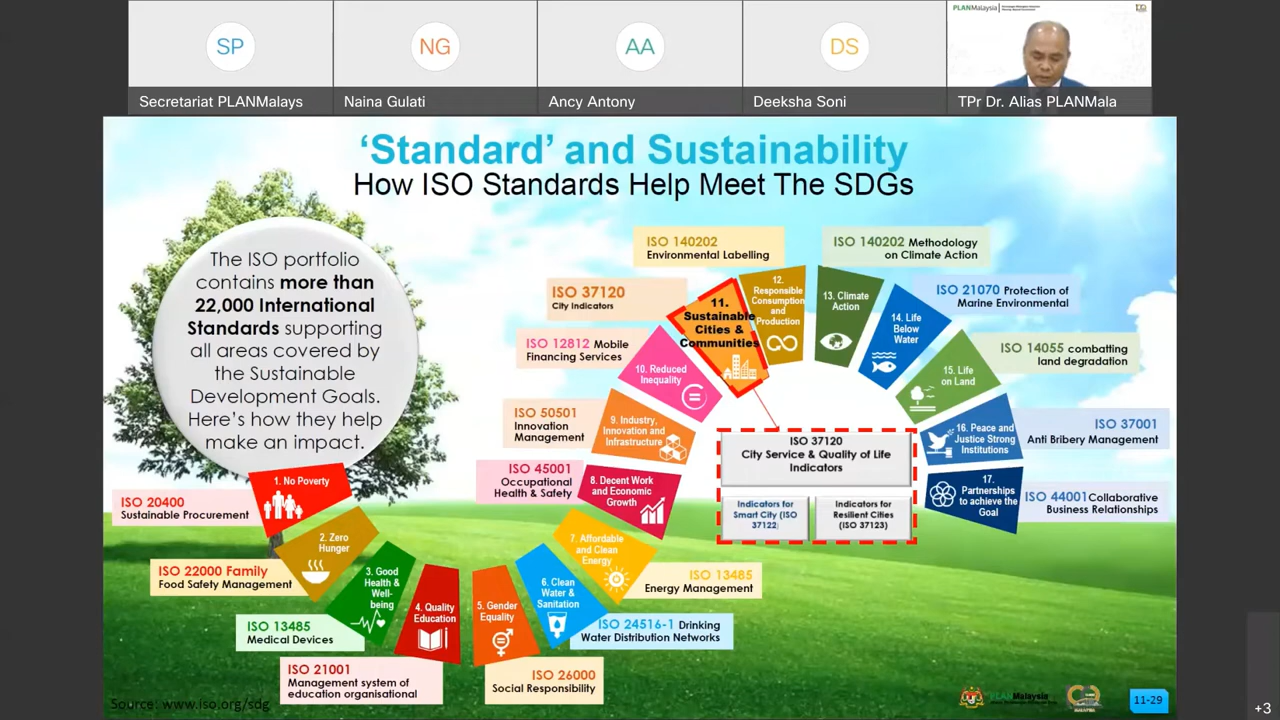 SP
NG
AA
DS
PLANMalaysia
Secretariat PLANMalays
Naina Gulati
Ancy Antony
Deeksha Soni
TPr Dr. Alias PLANMala
‘Standard’ and Sustainability
How ISO Standards Help Meet The SDGs
The ISO portfolio
contains more than
22,000 International
Standards supporting
all areas covered by
the Sustainable
Development Goals.
Here’s how they help
make an impact.
1. No Poverty
ISO 20400
Sustainable Procurement
2. Zero
Hunger
ISO 22000 Family
Food Safety Management
3. Good
Health &
Well-
being
ISO 13485
Medical Devices
4. Quality
Education
ISO 21001
Management system of
education organisational
5. Gender
Equality
ISO 26000
Social Responsibility
6. Clean
Water &
Sanitation
ISO 24516-1 Drinking
Water Distribution Networks
7. Affordable
and Clean
Energy
ISO 13485
Energy Management
8. Decent Work
and Economic
Growth
ISO 45001
Occupational
Health & Safety
9. Industry,
Innovation and
Infrastructure
ISO 50501
Innovation
Management
10. Reduced
Inequality
ISO 12812 Mobile
Financing Services
11.
Sustainable
Cities &
Communities
ISO 37120
City Indicators
12.
Responsible
Consumption
and
Production
ISO 140202
Environmental Labelling
13. Climate
Action
ISO 140202 Methodology
on Climate Action
14. Life
Below
Water
ISO 21070 Protection of
Marine Environmental
15. Life
on Land
ISO 14055 combatting
land degradation
16. Peace and
Justice Strong
Institutions
ISO 37001
Anti Bribery Management
17.
Partnerships
to achieve the
Goal
ISO 44001Collaborative
Business Relationships
ISO 37120
City Service & Quality of Life
Indicators
Indicators for
Smart City (ISO
37122)
Indicators for
Resilient Cities
(ISO 37123)
Source: www.iso.org/sdg
PLANMalaysia
11-29
+3